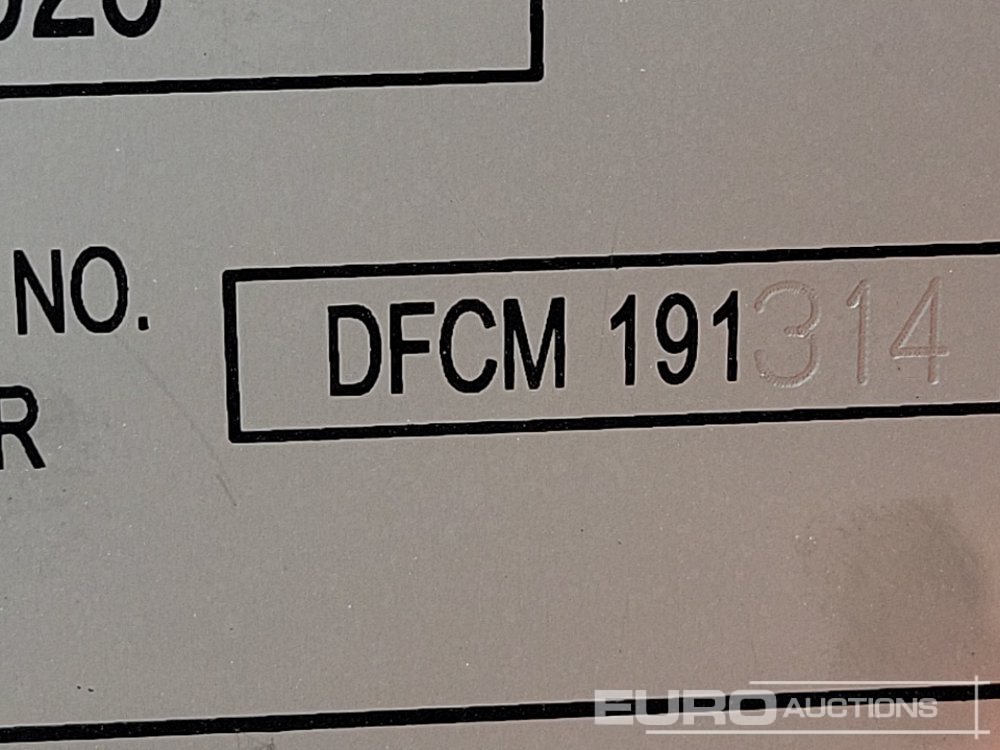 NO.
DFCM 191314
R
EURO AUCTIONS